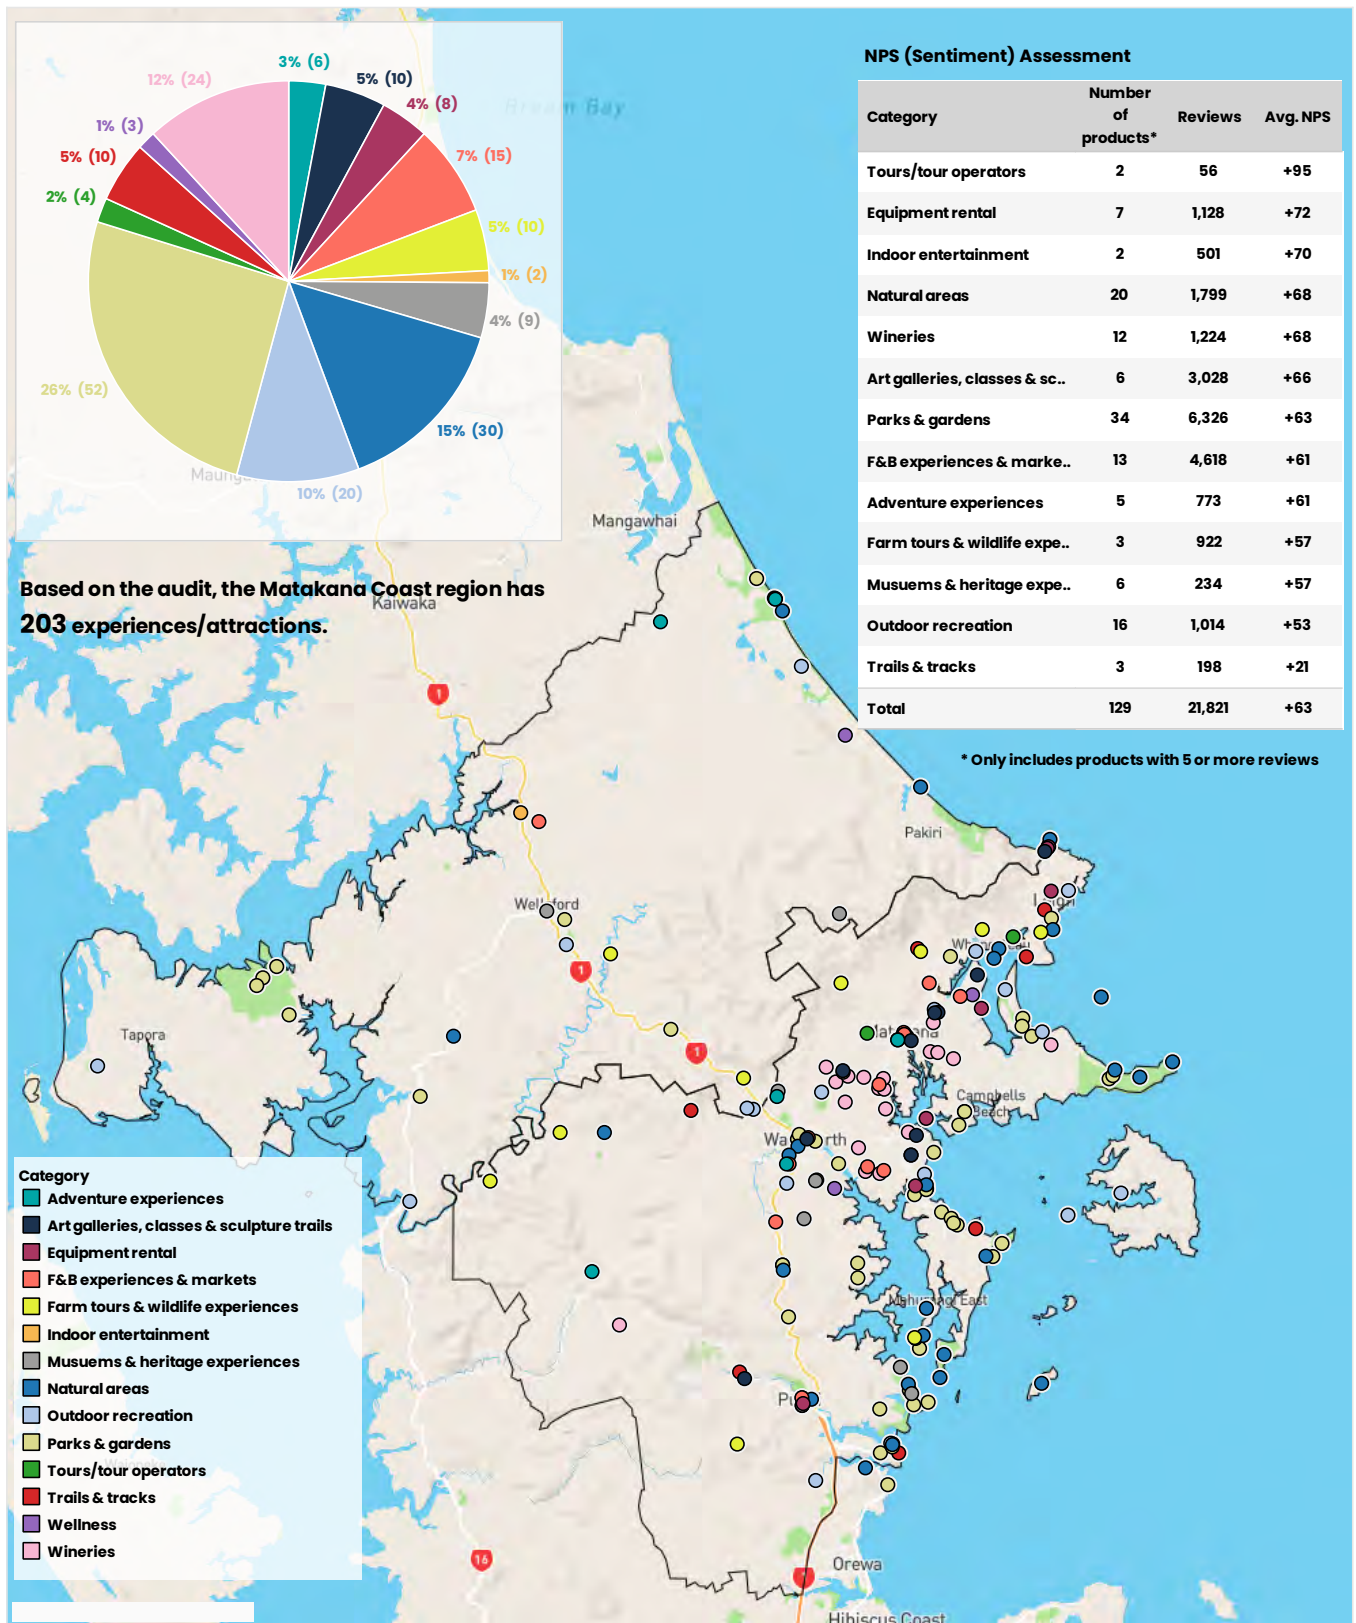 3% (6)
12% (24)
5% (10)
4% (8)
1% (3)
5% (10)
7% (15)
2% (4)
5% (10)
1% (2)
4% (9)
26% (52)
15% (30)
10% (20)
Bream Bay
NPS (Sentiment) Assessment
Category Number of products* Reviews Avg. NPS
Tours/tour operators 2 56 +95
Equipment rental 7 1,128 +72
Indoor entertainment 2 501 +70
Natural areas 20 1,799 +68
Wineries 12 1,224 +68
Art galleries, classes & sc.. 6 3,028 +66
Parks & gardens 34 6,326 +63
F&B experiences & marke.. 13 4,618 +61
Adventure experiences 5 773 +61
Farm tours & wildlife expe.. 3 922 +57
Musuems & heritage expe.. 6 234 +57
Outdoor recreation 16 1,014 +53
Trails & tracks 3 198 +21
Total 129 21,821 +63
* Only includes products with 5 or more reviews
Mangawhai
Based on the audit, the Matakana Coast region has
203 experiences/attractions.
Kaiwaka
1
Pakiri
1
Tapora
1
Campbells
Beach
Category
Adventure experiences
Art galleries, classes & sculpture trails
Equipment rental
F&B experiences & markets
Farm tours & wildlife experiences
Indoor entertainment
Musuems & heritage experiences
Natural areas
Outdoor recreation
Parks & gardens
Tours/tour operators
Trails & tracks
Wellness
Wineries
Mahurangi East
16
Orewa
Hibiscus Coast